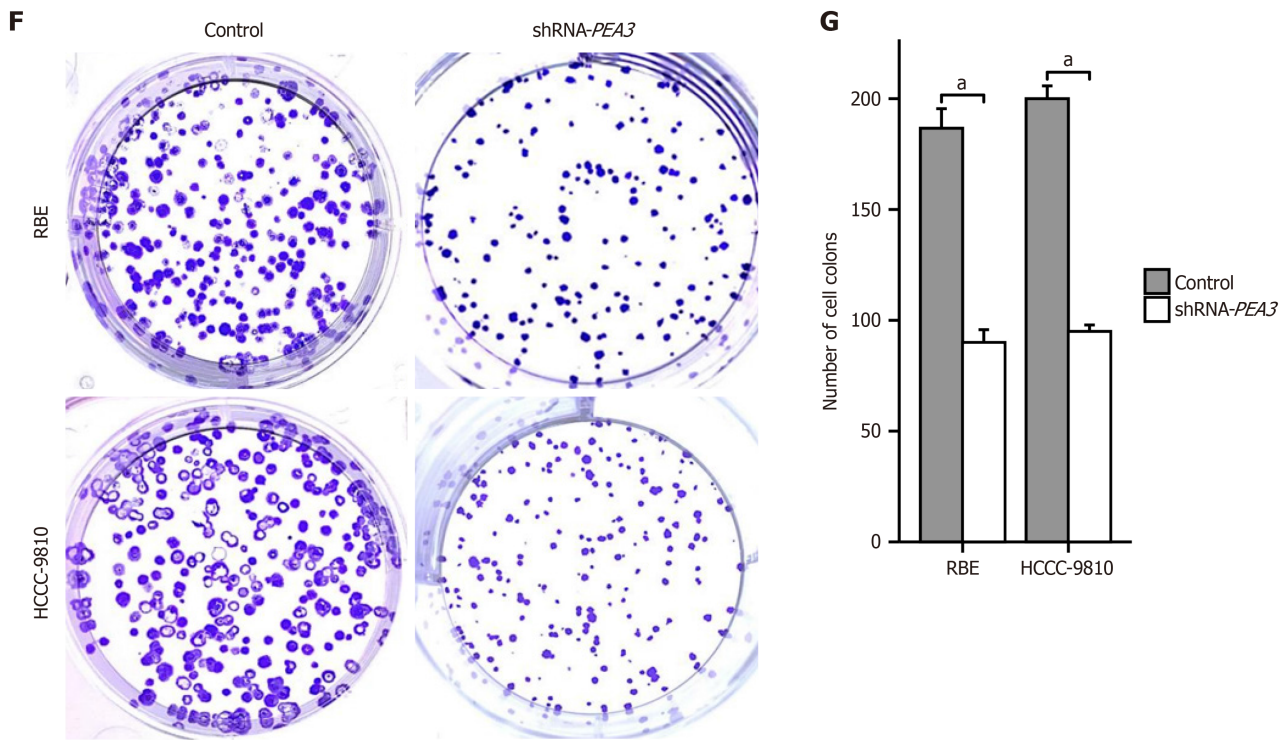 F
Control
shRNA-PEA3
RBE
HCCC-9810
G
Number of cell colons
200
150
100
50
0
a
a
RBE
HCCC-9810
Control
shRNA-PEA3